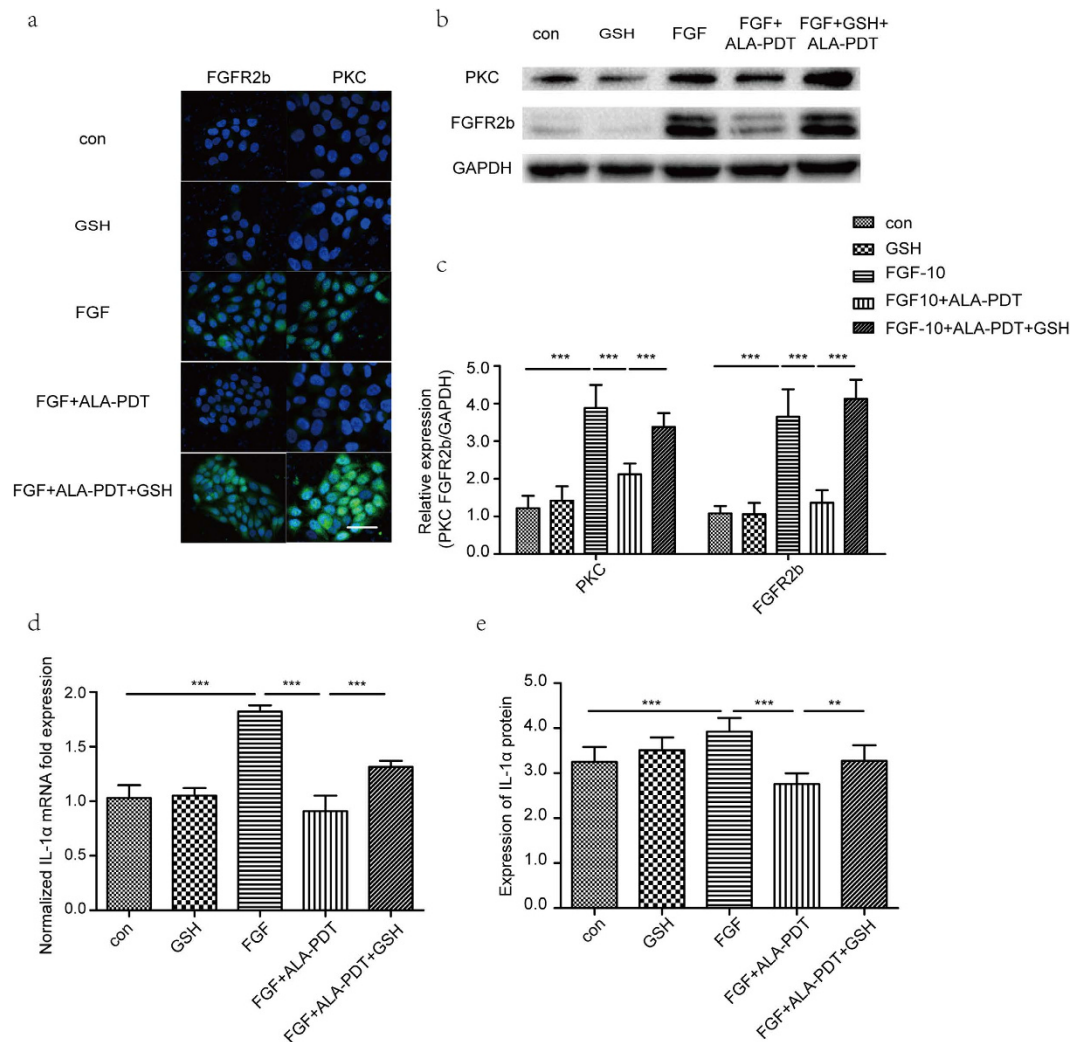 a
FGFR2b PKC
con
GSH
FGF
FGF+ALA-PDT
FGF+ALA-PDT+GSH
b
con GSH FGF FGF+ ALA-PDT FGF+GSH+ ALA-PDT
PKC
FGFR2b
GAPDH
c
con
GSH
FGF-10
FGF10+ALA-PDT
FGF-10+ALA-PDT+GSH
Relative expression
(PKC FGFR2b/GAPDH)
8.0
6.0
4.0
3.0
2.0
1.0
0.0
*** *** *** *** *** ***
PKC FGFR2b
d
Normalized IL-1α mRNA fold expression
2.0
1.5
1.0
0.5
0.0
*** *** ***
con GSH FGF FGF+ALA-PDT FGF+ALA-PDT+GSH
e
Expression of IL-1α protein
5.0
4.0
3.0
2.0
1.0
0.0
*** *** **
con GSH FGF FGF+ALA-PDT FGF+ALA-PDT+GSH